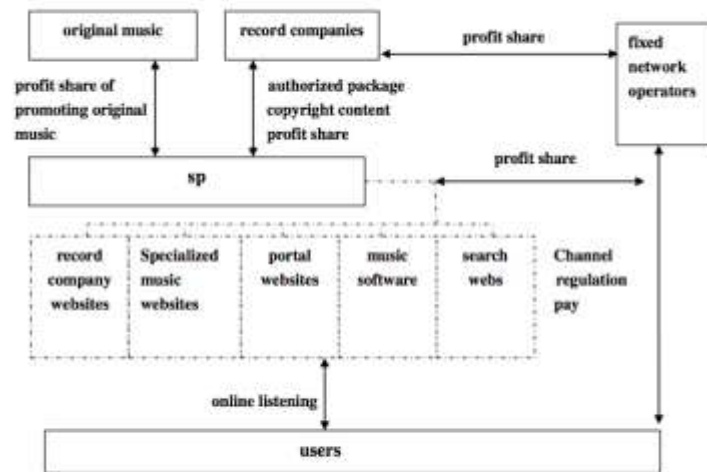 original music
record companies
profit share
fixed
network
operators
profit share of
promoting original
music
authorized package
copyright content
profit share
profit share
sp
record
company
websites
Specialized
music
websites
portal
websites
music
software
search
webs
Channel
regulation
pay
online listening
users